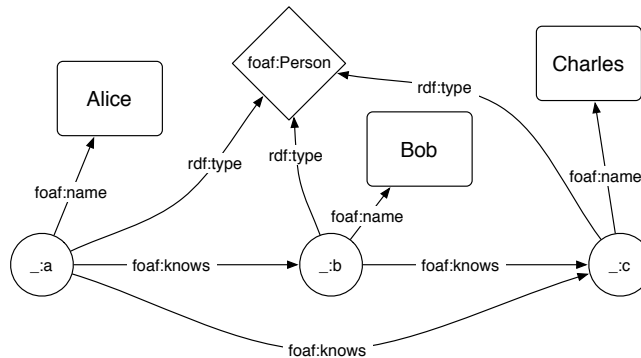 foaf:Person
Charles
Alice
rdf:type
Bob
rdf:type
rdf:type
foaf:name
foaf:name
foaf:name
_:a
foaf:knows
_:b
foaf:knows
_:c
foaf:knows